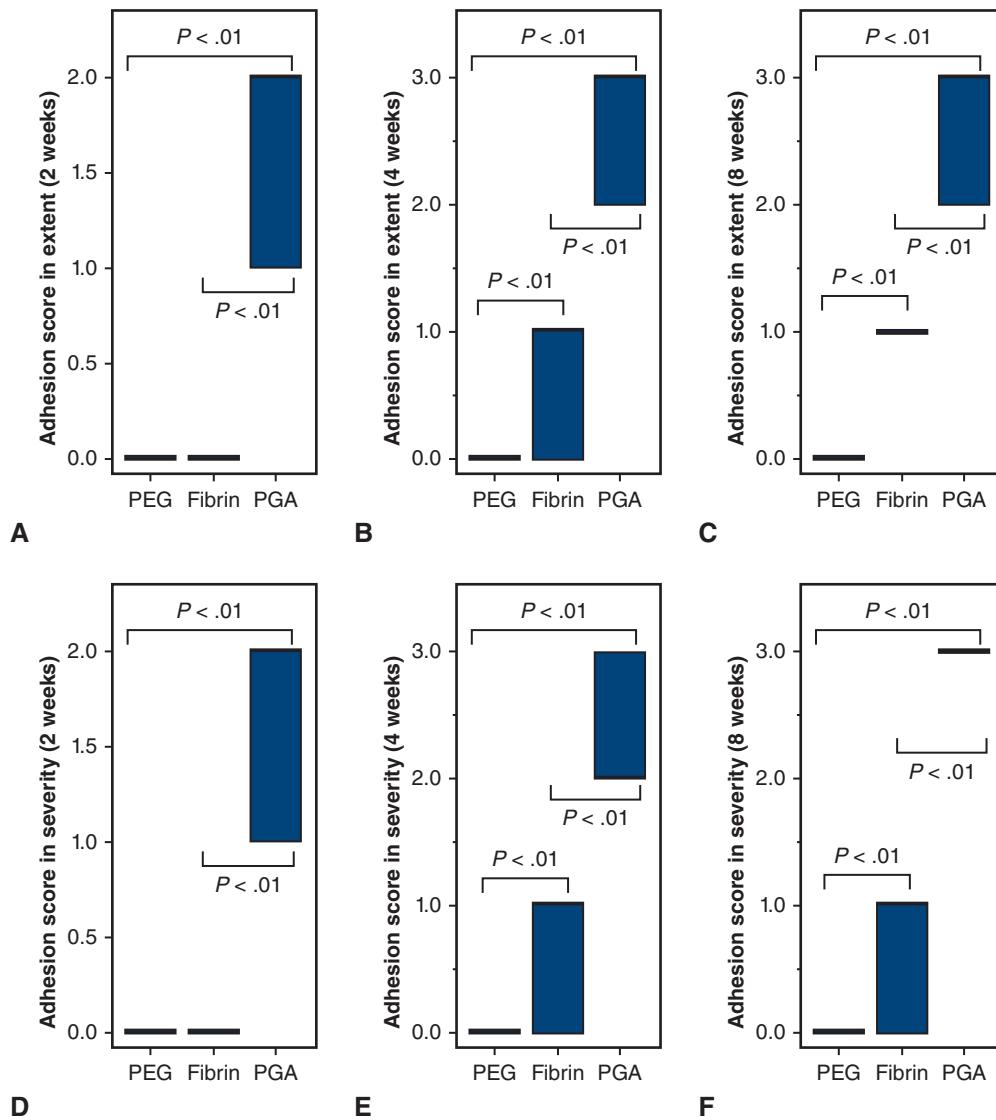 Adhesion score in extent (2 weeks)
2.0
1.5
1.0
0.5
0.0
P < .01
P < .01
PEG Fibrin PGA
A
Adhesion score in extent (4 weeks)
3.0
2.0
1.0
0.0
P < .01
P < .01
P < .01
PEG Fibrin PGA
B
Adhesion score in extent (8 weeks)
3.0
2.0
1.0
0.0
P < .01
P < .01
P < .01
PEG Fibrin PGA
C
Adhesion score in severity (2 weeks)
2.0
1.5
1.0
0.5
0.0
P < .01
P < .01
PEG Fibrin PGA
D
Adhesion score in severity (4 weeks)
3.0
2.0
1.0
0.0
P < .01
P < .01
P < .01
PEG Fibrin PGA
E
Adhesion score in severity (8 weeks)
3.0
2.0
1.0
0.0
P < .01
P < .01
P < .01
PEG Fibrin PGA
F